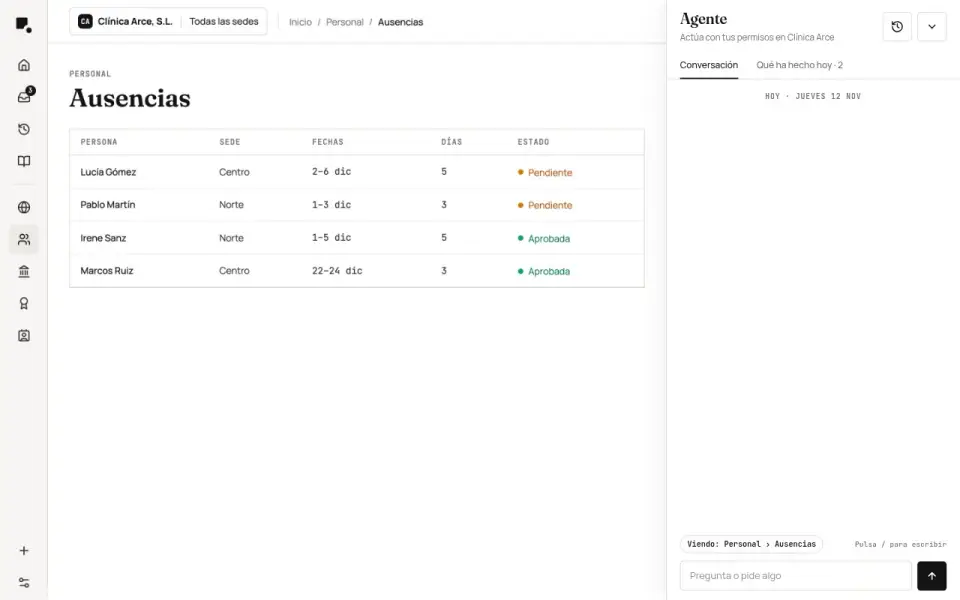 CA Clínica Arce, S.L. Todas las sedes Inicio / Personal / Ausencias
3
PERSONAL
Ausencias
PERSONA SEDE FECHAS DÍAS ESTADO
Lucía Gómez Centro 2–6 dic 5 Pendiente
Pablo Martín Norte 1–3 dic 3 Pendiente
Irene Sanz Norte 1–5 dic 5 Aprobada
Marcos Ruiz Centro 22–24 dic 3 Aprobada
Agente
Actúa con tus permisos en Clínica Arce
Conversación Qué ha hecho hoy · 2
HOY · JUEVES 12 NOV
Viendo: Personal › Ausencias Pulsa / para escribir
Pregunta o pide algo